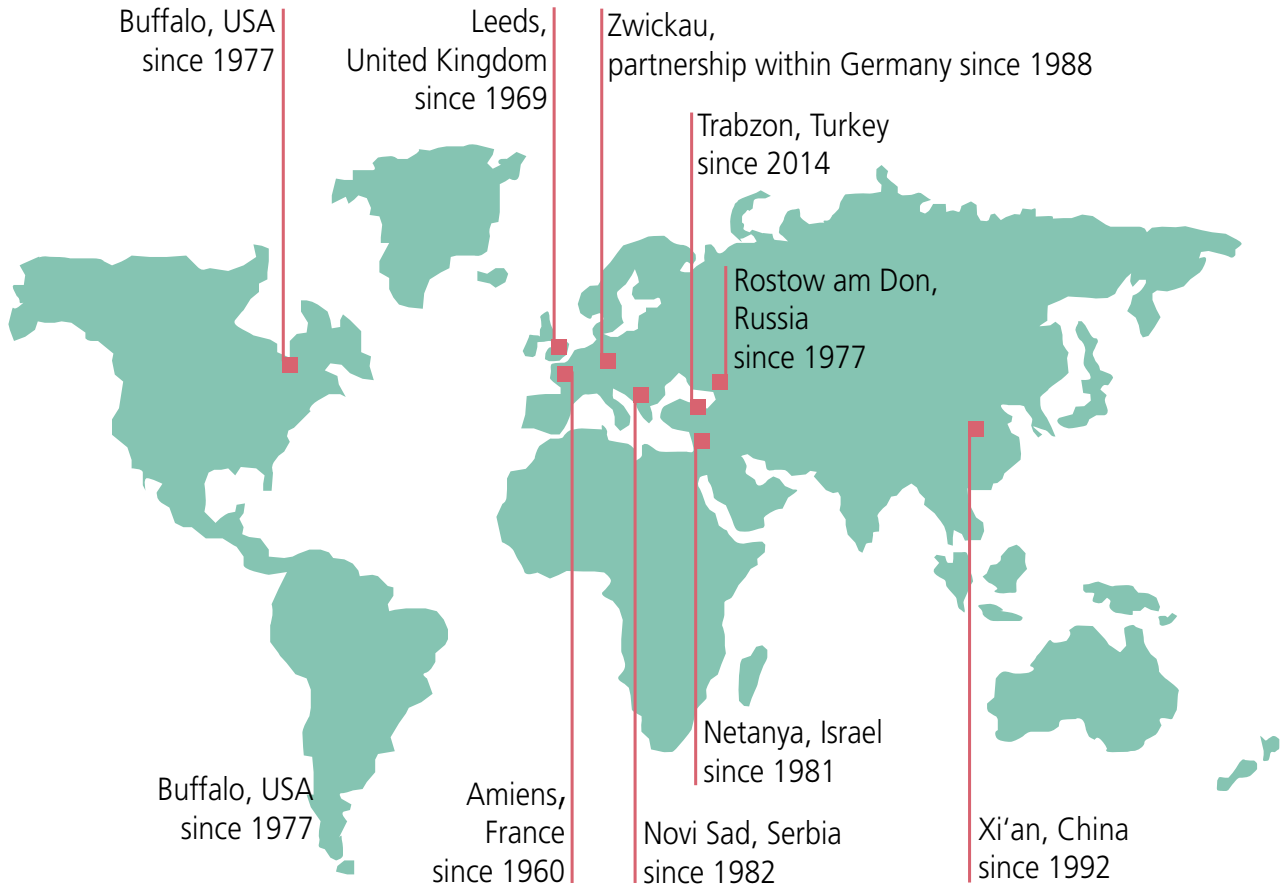 Buffalo, USA
since 1977
Leeds,
United Kingdom
since 1969
Zwickau,
partnership within Germany since 1988
Trabzon, Turkey
since 2014
Rostow am Don,
Russia
since 1977
Netanya, Israel
since 1981
Buffalo, USA
since 1977
Amiens,
France
since 1960
Novi Sad, Serbia
since 1982
Xi‘an, China
since 1992